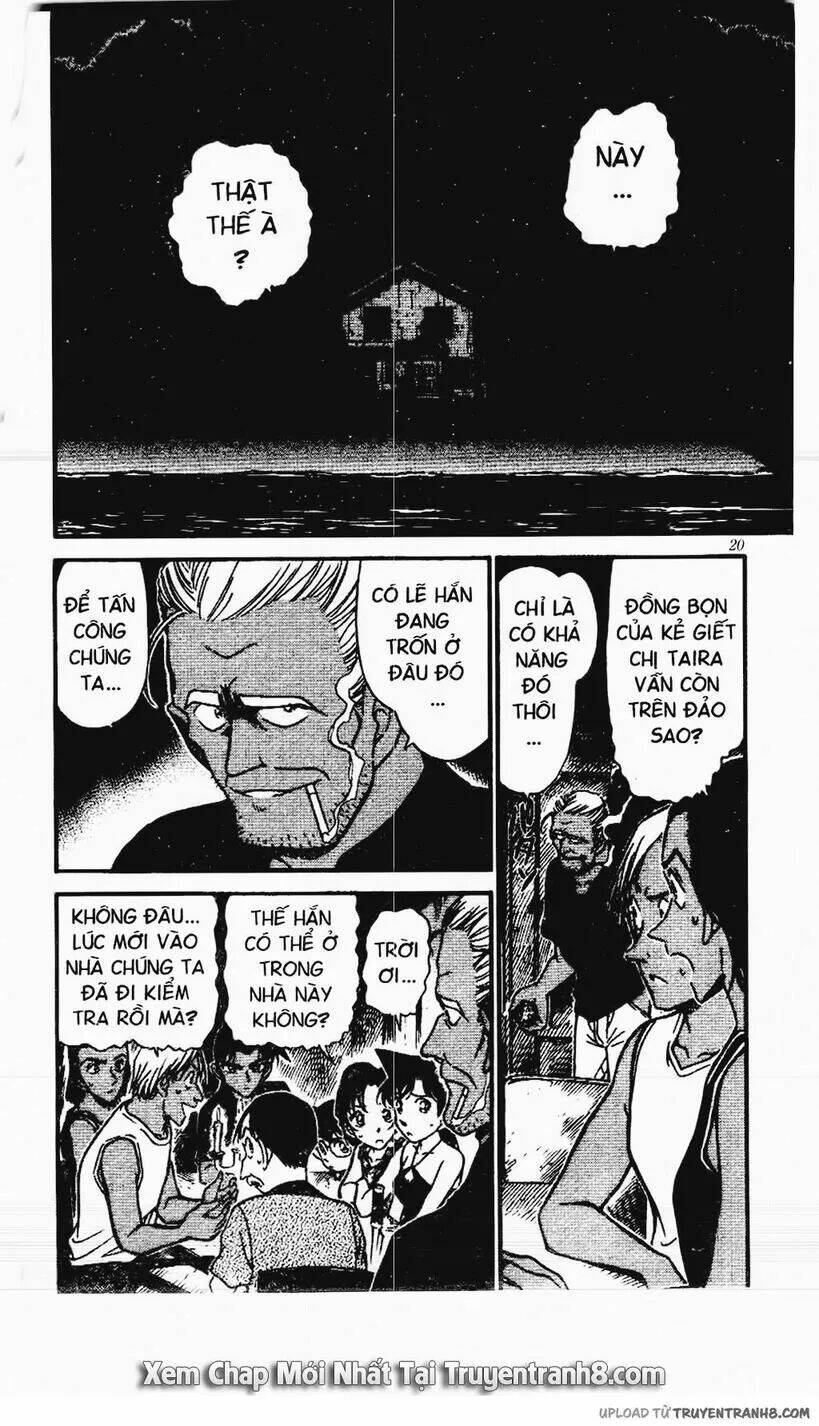 NÀY
...
THẬT
THẾ À
?
20
ĐỒNG BỌN
CỦA KẺ GIẾT
CHỊ TAIRA
VẪN CÒN
TRÊN ĐẢO
SAO?
CHỈ LÀ
CÓ KHẢ
NĂNG
ĐÓ
THÔI
...
CÓ LẼ HẮN
ĐANG
TRỐN Ở
ĐÂU ĐÓ
...
ĐỂ TẤN
CÔNG
CHÚNG
TA...
TRỜI
ƠI...
THẾ HẮN
CÓ THỂ Ở
TRONG
NHÀ NÀY
KHÔNG?
KHÔNG ĐÂU...
LÚC MỚI VÀO
NHÀ CHÚNG TA
ĐÃ ĐI KIỂM
TRA RỒI MÀ?
Xem Chap Mới Nhất Tại Truyentranh8.com
UPLOAD TỪ TRUYENTRANH8.COM